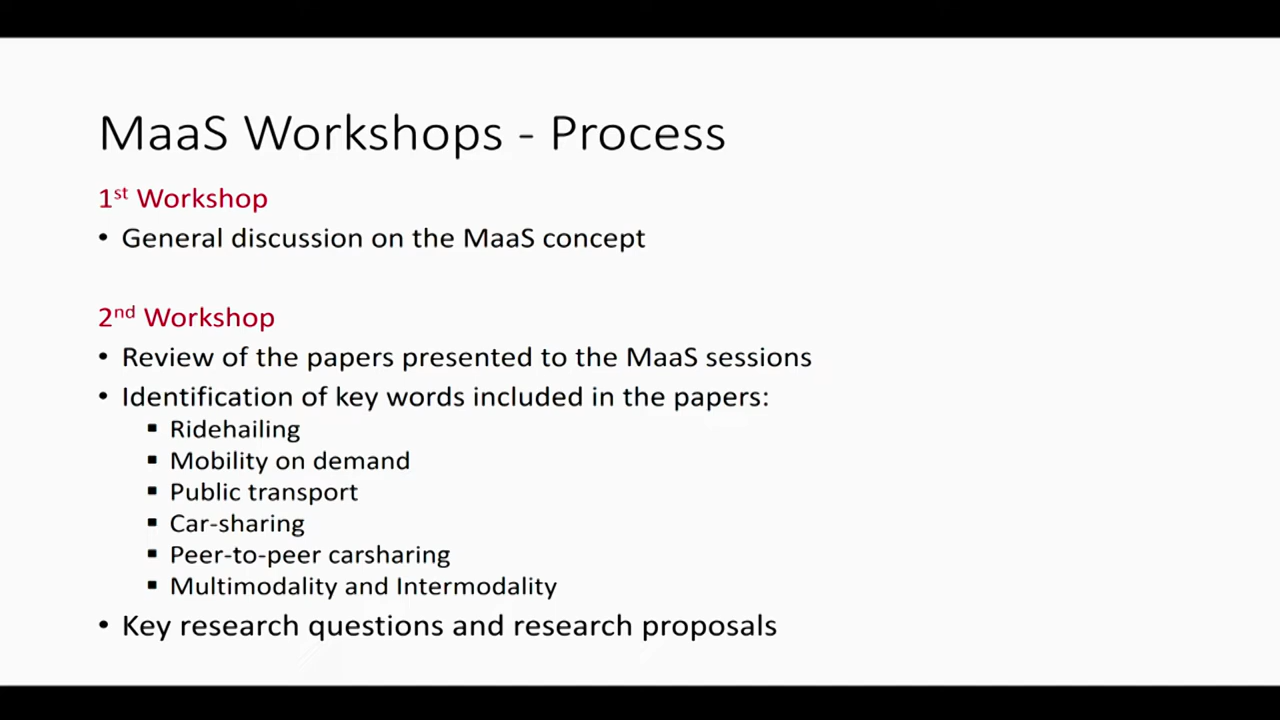 MaaS Workshops - Process
1st Workshop
• General discussion on the MaaS concept
2nd Workshop
• Review of the papers presented to the MaaS sessions
• Identification of key words included in the papers:
▪ Ridehailing
▪ Mobility on demand
▪ Public transport
▪ Car-sharing
▪ Peer-to-peer carsharing
▪ Multimodality and Intermodality
• Key research questions and research proposals